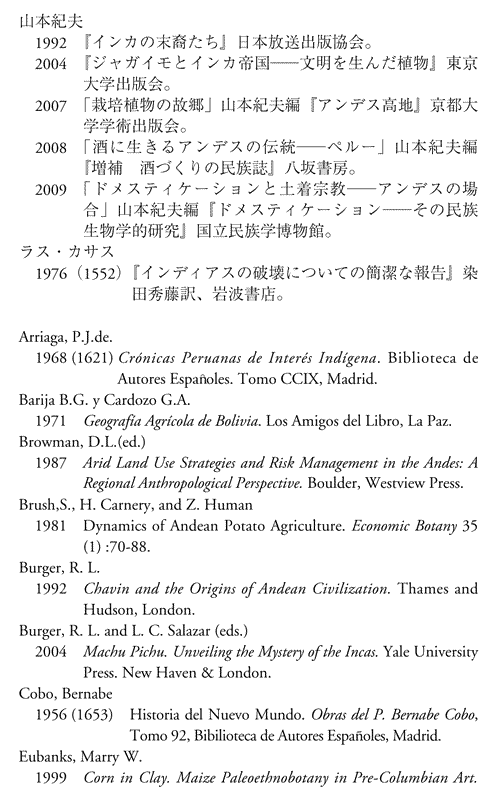 山本紀夫
1992 『インカの末裔たち』日本放送出版協会。
2004 『ジャガイモとインカ帝国──文明を生んだ植物』東京
大学出版会。
2007 「栽培植物の故郷」山本紀夫編『アンデス高地』京都大
学学術出版会。
2008 「酒に生きるアンデスの伝統──ペルー」山本紀夫編
『増補　酒づくりの民族誌』八坂書房。
2009 「ドメスティケーションと土着宗教──アンデスの場
合」山本紀夫編『ドメスティケーション──その民族
生物学的研究』国立民族学博物館。
ラス・カサス
1976（1552）『インディアスの破壊についての簡潔な報告』染
田秀藤訳、岩波書店。
Arriaga, P.J.de.
1968 (1621) Crónicas Peruanas de Interés Indígena. Biblioteca de
Autores Españoles. Tomo CCIX, Madrid.
Barija B.G. y Cardozo G.A.
1971 Geografía Agrícola de Bolivia. Los Amigos del Libro, La Paz.
Browman, D.L.(ed.)
1987 Arid Land Use Strategies and Risk Management in the Andes: A
Regional Anthropological Perspective. Boulder, Westview Press.
Brush,S., H. Carnery, and Z. Human
1981 Dynamics of Andean Potato Agriculture. Economic Botany 35
(1) :70-88.
Burger, R. L.
1992 Chavin and the Origins of Andean Civilization. Thames and
Hudson, London.
Burger, R. L. and L. C. Salazar (eds.)
2004 Machu Pichu. Unveiling the Mystery of the Incas. Yale University
Press. New Haven & London.
Cobo, Bernabe
1956 (1653) Historia del Nuevo Mundo. Obras del P. Bernabe Cobo,
Tomo 92, Bibilioteca de Autores Españoles, Madrid.
Eubanks, Marry W.
1999 Corn in Clay. Maize Paleoethnobotany in Pre-Columbian Art.